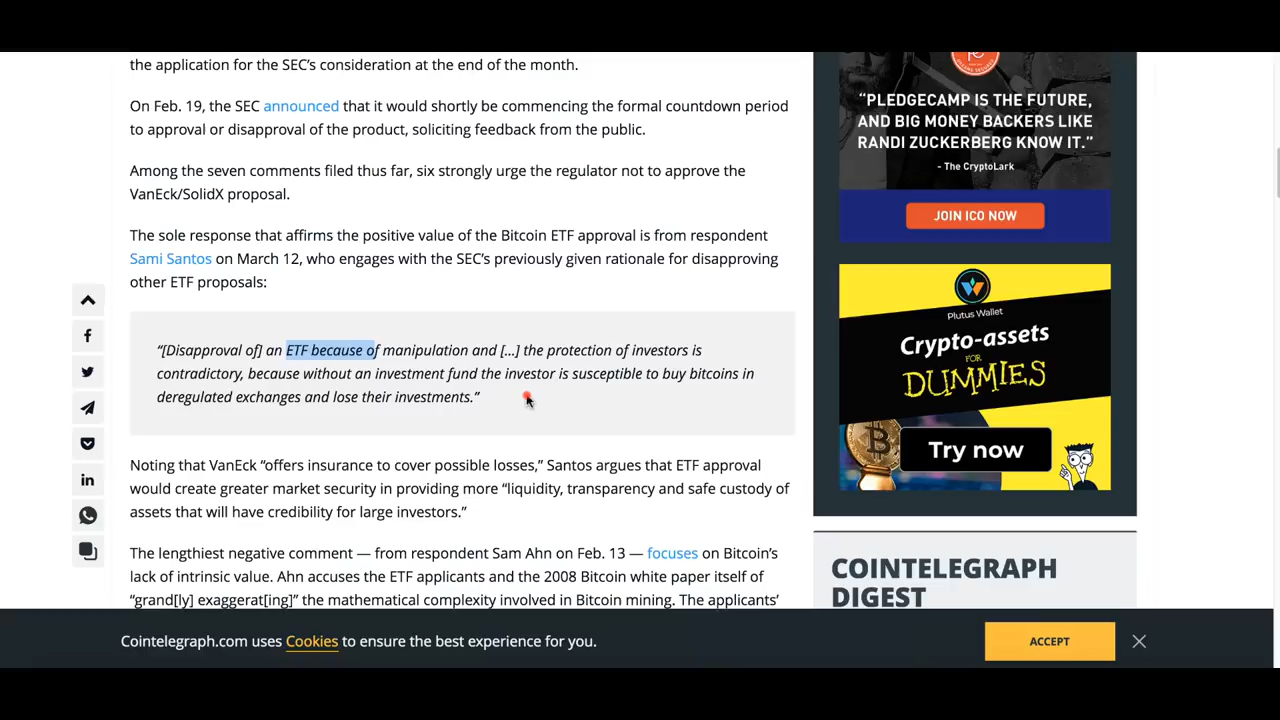 the application for the SEC’s consideration at the end of the month.
On Feb. 19, the SEC announced that it would shortly be commencing the formal countdown period
to approval or disapproval of the product, soliciting feedback from the public.
Among the seven comments filed thus far, six strongly urge the regulator not to approve the
VanEck/SolidX proposal.
The sole response that affirms the positive value of the Bitcoin ETF approval is from respondent
Sami Santos on March 12, who engages with the SEC’s previously given rationale for disapproving
other ETF proposals:
“[Disapproval of] an ETF because of manipulation and [...] the protection of investors is
contradictory, because without an investment fund the investor is susceptible to buy bitcoins in
deregulated exchanges and lose their investments.”
Noting that VanEck “offers insurance to cover possible losses,” Santos argues that ETF approval
would create greater market security in providing more “liquidity, transparency and safe custody of
assets that will have credibility for large investors.”
The lengthiest negative comment — from respondent Sam Ahn on Feb. 13 — focuses on Bitcoin’s
lack of intrinsic value. Ahn accuses the ETF applicants and the 2008 Bitcoin white paper itself of
“grand[ly] exaggerat[ing]” the mathematical complexity involved in Bitcoin mining. The applicants’
“PLEDGECAMP IS THE FUTURE,
AND BIG MONEY BACKERS LIKE
RANDI ZUCKERBERG KNOW IT.”
- The CryptoLark
JOIN ICO NOW
Plutus Wallet
Crypto-assets
FOR
DUMMIES
Try now
COINTELEGRAPH
DIGEST
Cointelegraph.com uses Cookies to ensure the best experience for you.
ACCEPT